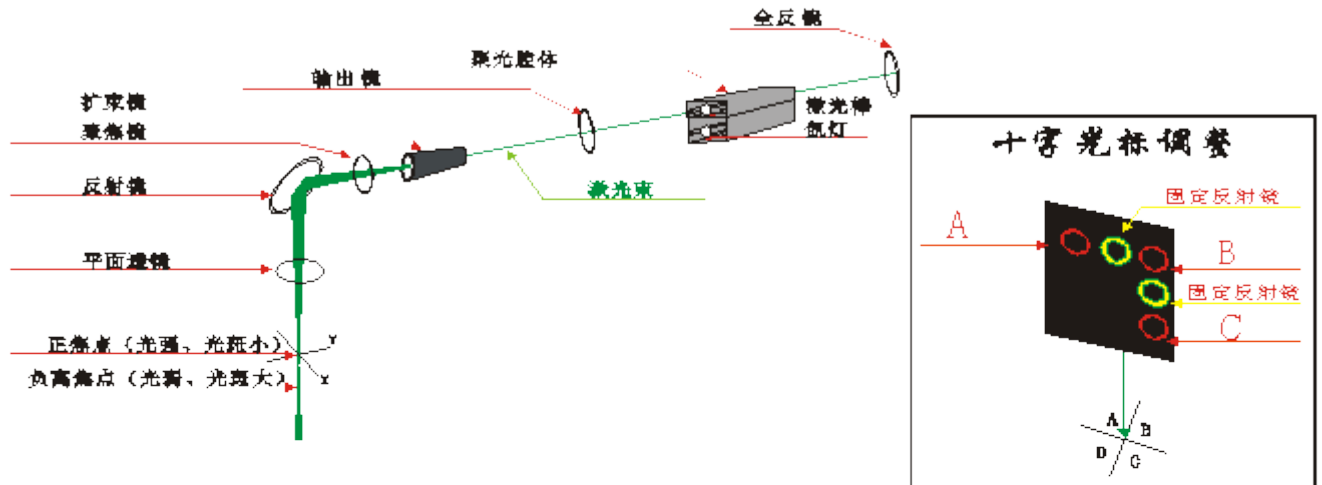 全反镜
聚光腔体
输出镜
扩束镜
聚焦镜
激光棒
氙灯
反射镜
激光束
平面透镜
正焦点（光强、光斑小）
负离焦点（光弱、光斑大）
Y
X
十字光标调整
固定反射镜
A
B
固定反射镜
C
A
B
D
C